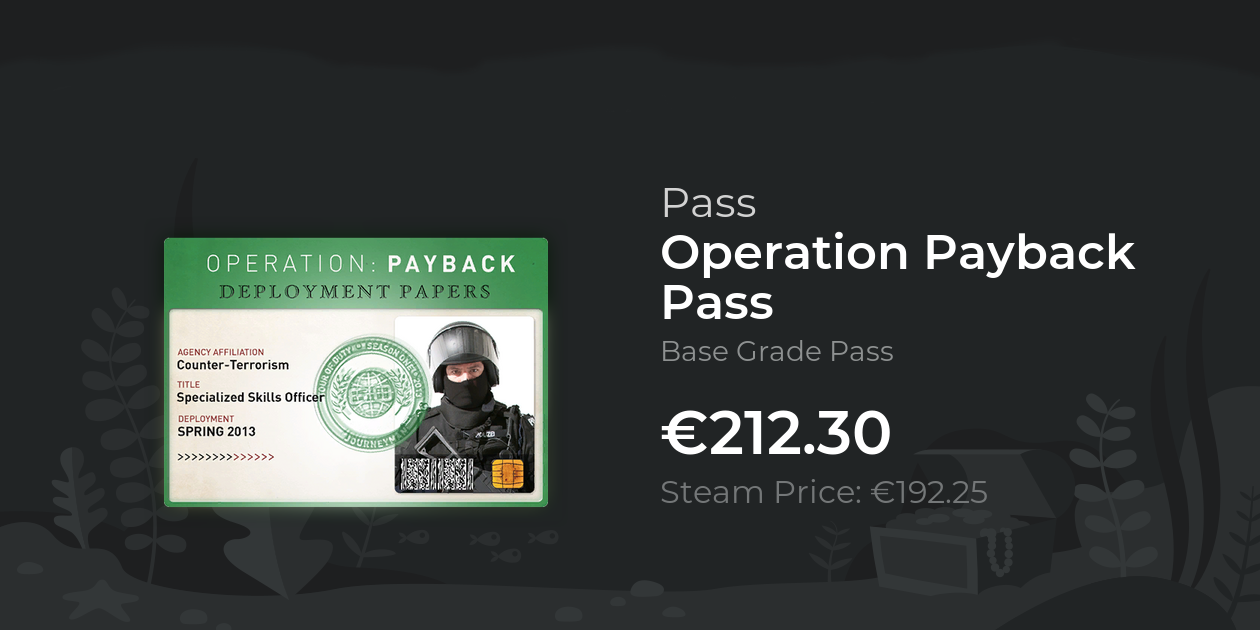 OPERATION: PAYBACK
DEPLOYMENT PAPERS
AGENCY AFFILIATION
Counter-Terrorism
TITLE
Specialized Skills Officer
DEPLOYMENT
SPRING 2013
>>>>>>>>>>>>>>>
JOURNEYMAN
Pass
Operation Payback
Pass
Base Grade Pass
€212.30
Steam Price: €192.25